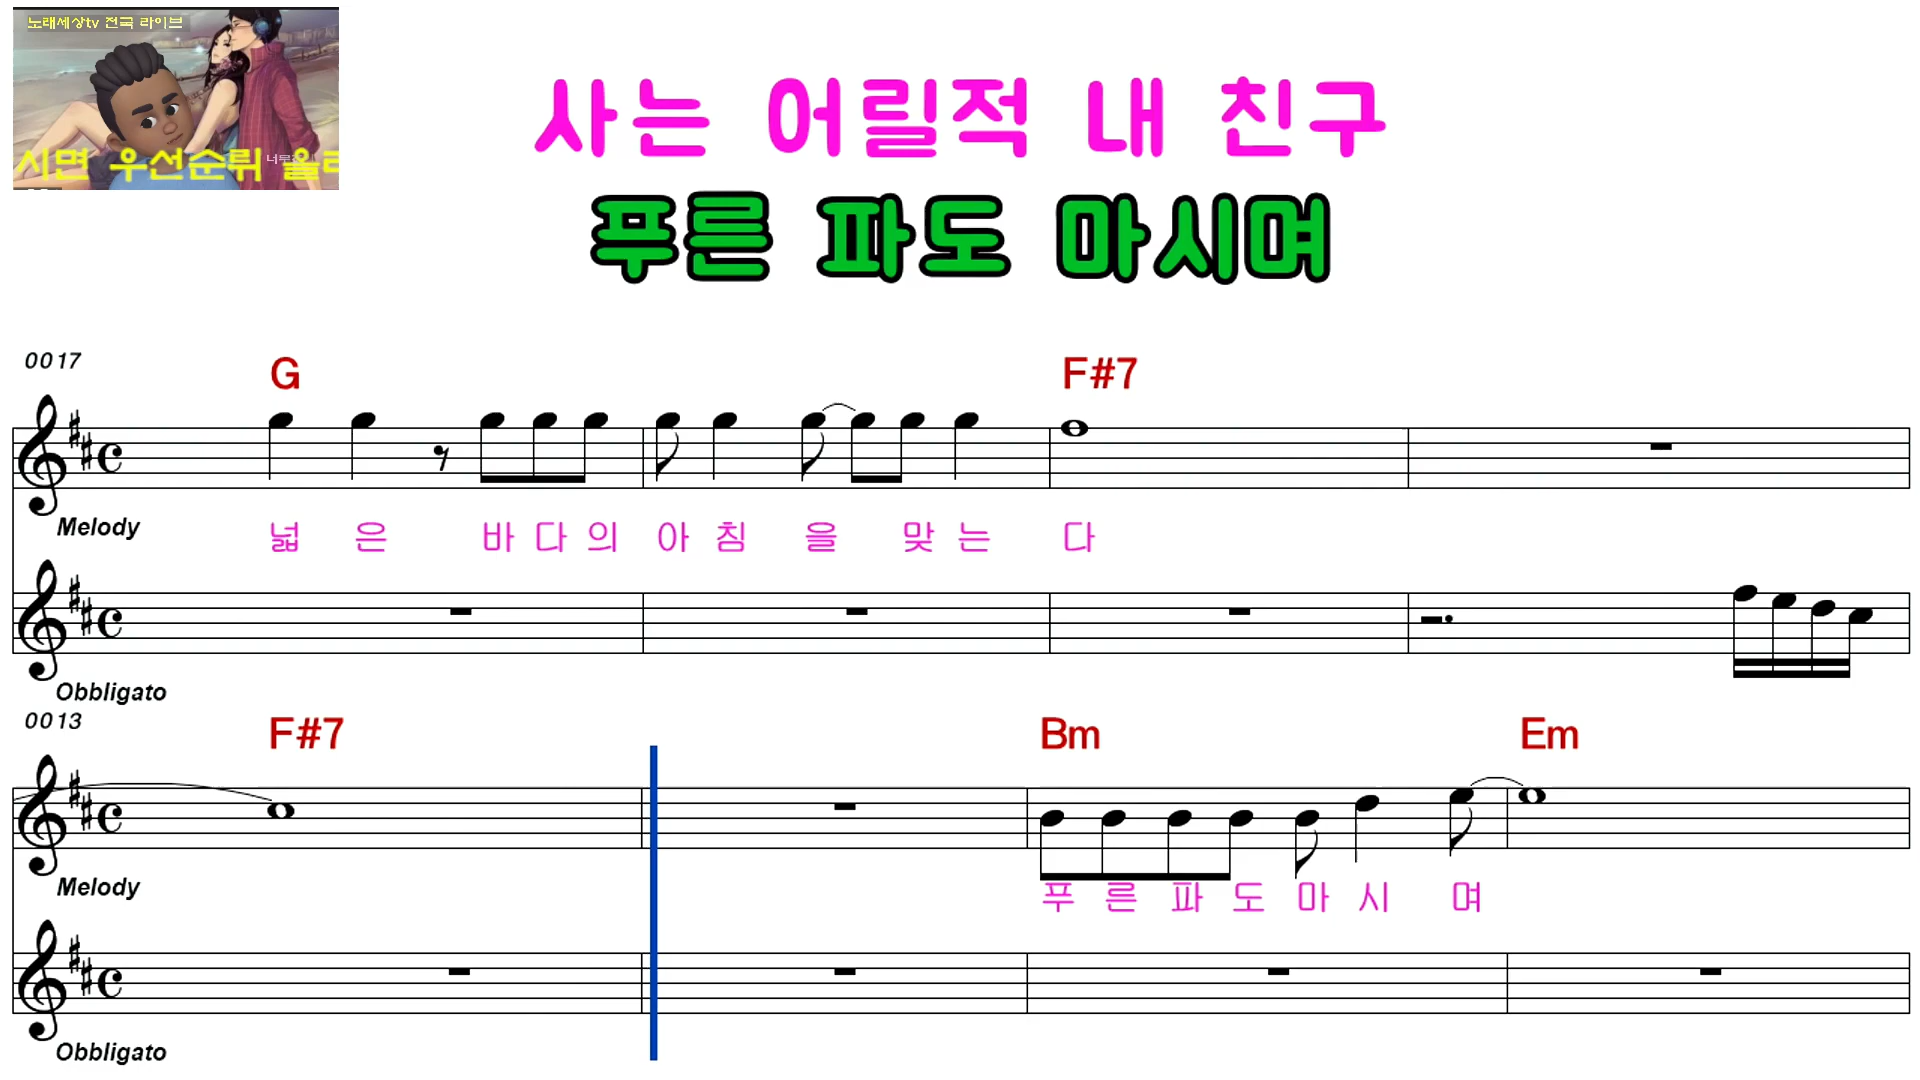 노래세상tv 전국 라이브
시면 우선순위 올려
사는 어릴적 내 친구
푸른 파도 마시며
0017
G F#7
Melody
넓 은 바 다 의 아 침 을 맞 는 다
Obbligato
0013
F#7 Bm Em
Melody
푸 른 파 도 마 시 며
Obbligato